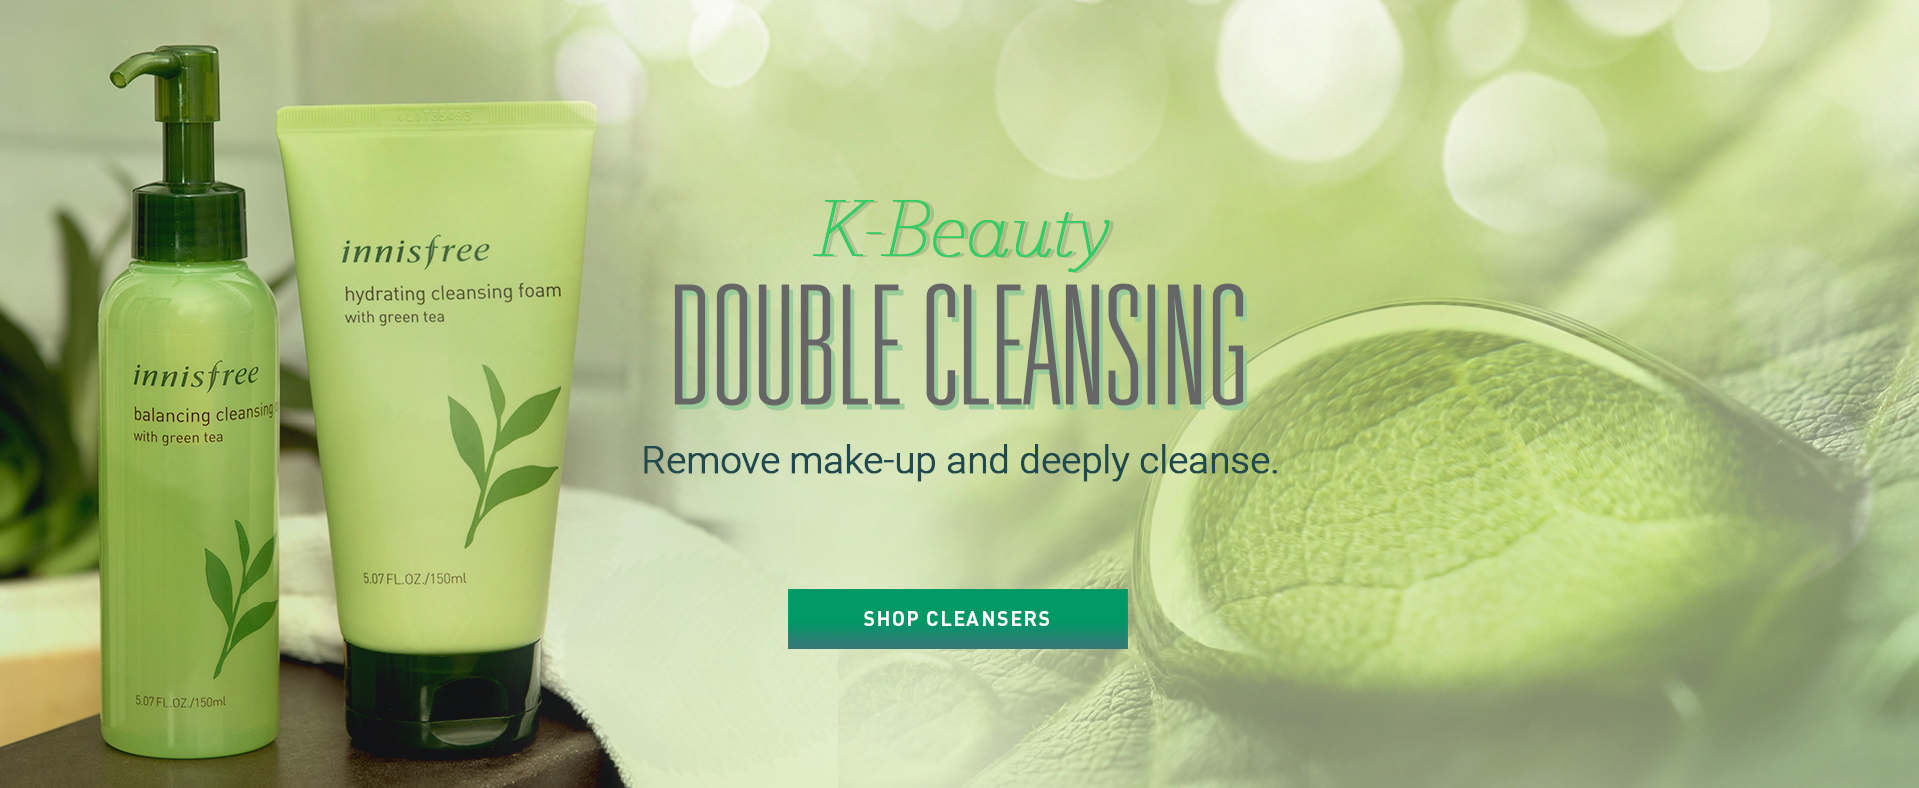 innisfree
balancing cleansing
with green tea
5.07 FL.OZ./150ml
innisfree
hydrating cleansing foam
with green tea
5.07 FL.OZ./150ml
K-Beauty
DOUBLE CLEANSING
Remove make-up and deeply cleanse.
SHOP CLEANSERS